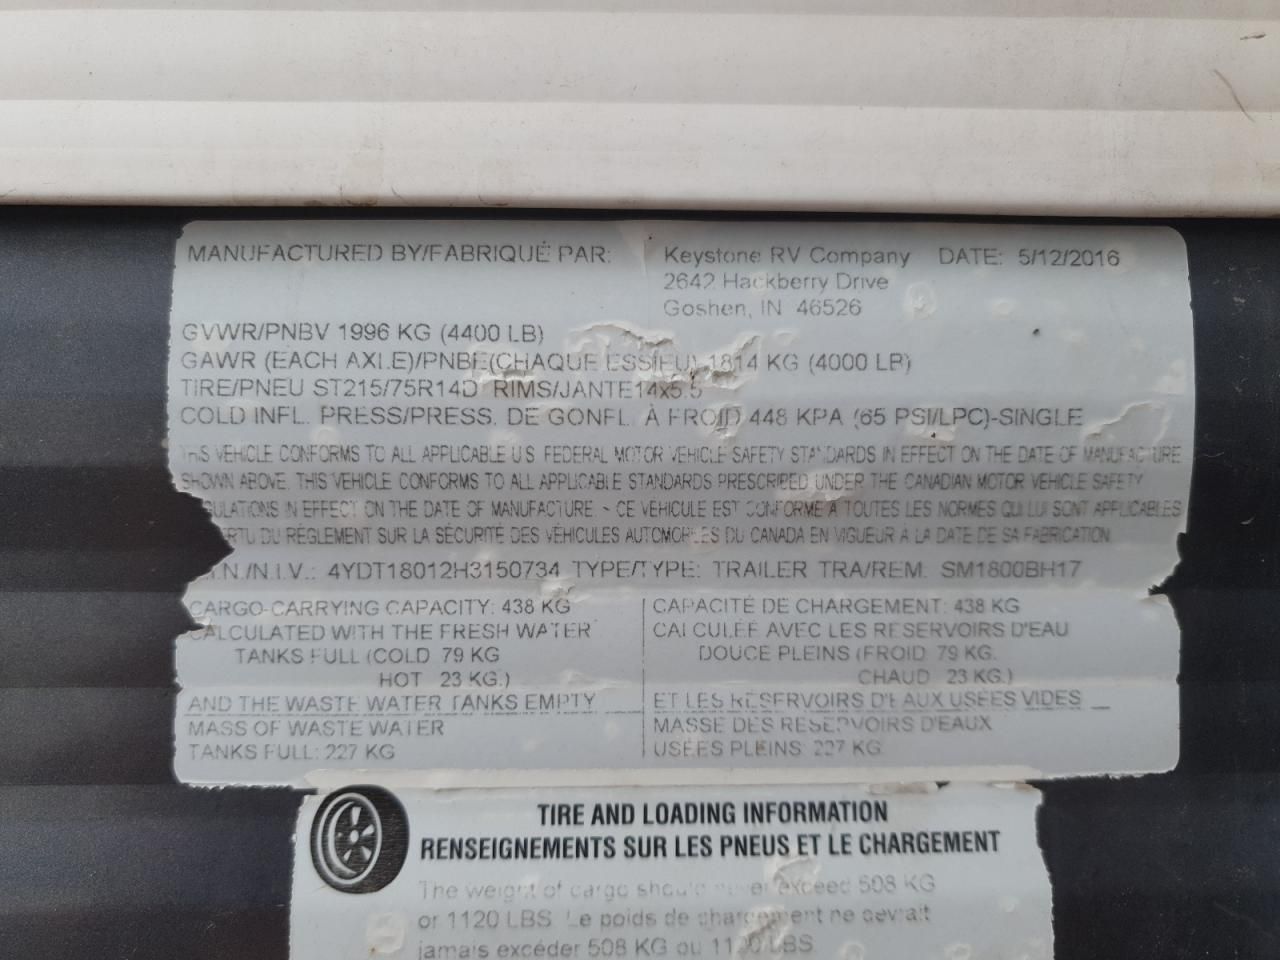 MANUFACTURED BY/FABRIQUÉ PAR: Keystone RV Company DATE: 5/12/2016
2642 Hackberry Drive
Goshen, IN 46526
GVWR/PNBV 1996 KG (4400 LB)
GAWR (EACH AXLE)/PNBE(CHAQUE ESSIEU) 1814 KG (4000 LB)
TIRE/PNEU ST215/75R14D RIMS/JANTE14x5.5
COLD INFL. PRESS/PRESS. DE GONFL. À FROID 448 KPA (65 PSI/LPC)-SINGLE
THIS VEHICLE CONFORMS TO ALL APPLICABLE U.S. FEDERAL MOTOR VEHICLE SAFETY STANDARDS IN EFFECT ON THE DATE OF MANUFACTURE
SHOWN ABOVE. THIS VEHICLE CONFORMS TO ALL APPLICABLE STANDARDS PRESCRIBED UNDER THE CANADIAN MOTOR VEHICLE SAFETY
GULATIONS IN EFFECT ON THE DATE OF MANUFACTURE. - CE VÉHICULE EST CONFORME À TOUTES LES NORMES QUI LUI SONT APPLICABLES
ERTU DU RÉGLEMENT SUR LA SÉCURITÉ DES VÉHICULES AUTOMOBILES DU CANADA EN VIGUEUR À LA DATE DE SA FABRICATION.
.I.N./N.I.V.: 4YDT18012H3150734 TYPE/TYPE: TRAILER TRA/REM: SM1800BH17
CARGO-CARRYING CAPACITY: 438 KG
CALCULATED WITH THE FRESH WATER
TANKS FULL (COLD 79 KG
HOT 23 KG.)
AND THE WASTE WATER TANKS EMPTY
MASS OF WASTE WATER
TANKS FULL: 227 KG
CAPACITÉ DE CHARGEMENT: 438 KG
CALCULÉE AVEC LES RÉSERVOIRS D'EAU
DOUCE PLEINS (FROID 79 KG.
CHAUD 23 KG.)
ET LES RÉSERVOIRS D'EAUX USÉES VIDES
MASSE DES RÉSERVOIRS D'EAUX
USÉES PLEINS: 227 KG
TIRE AND LOADING INFORMATION
RENSEIGNEMENTS SUR LES PNEUS ET LE CHARGEMENT
The weight of cargo should never exceed 508 KG
or 1120 LBS. Le poids de chargement ne devrait
jamais excéder 508 KG ou 1120 LBS.